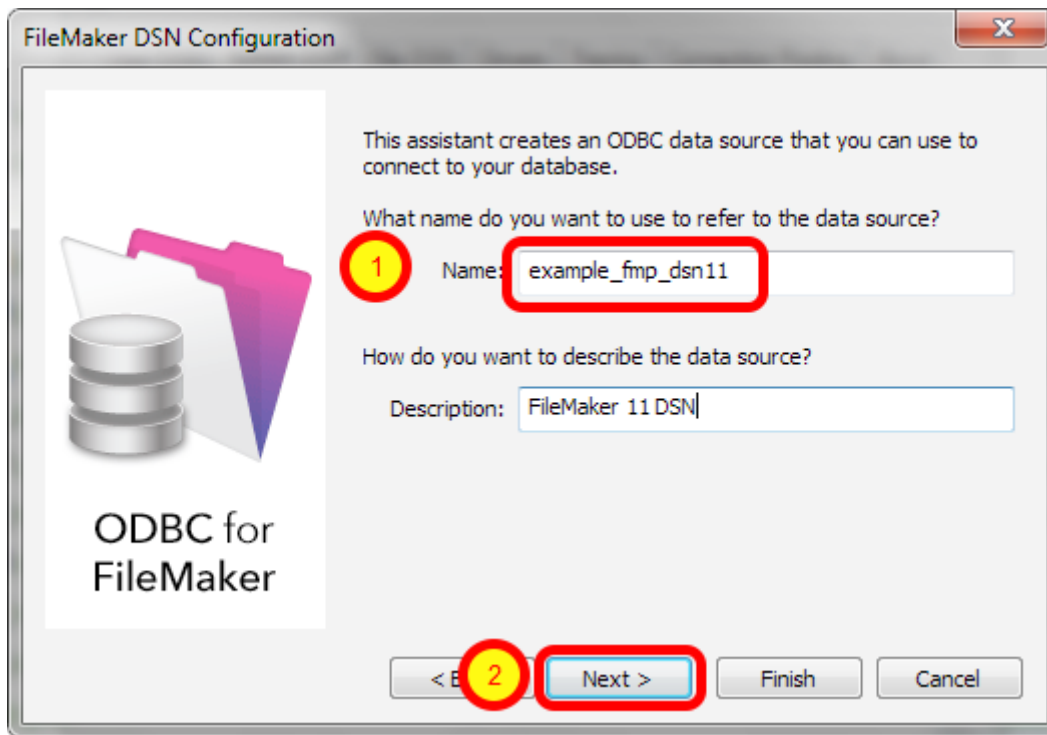 FileMaker DSN Configuration
This assistant creates an ODBC data source that you can use to
connect to your database.
What name do you want to use to refer to the data source?
1
Name: example_fmp_dsn11
How do you want to describe the data source?
Description: FileMaker 11 DSN
ODBC for
FileMaker
< 2 Next > Finish Cancel